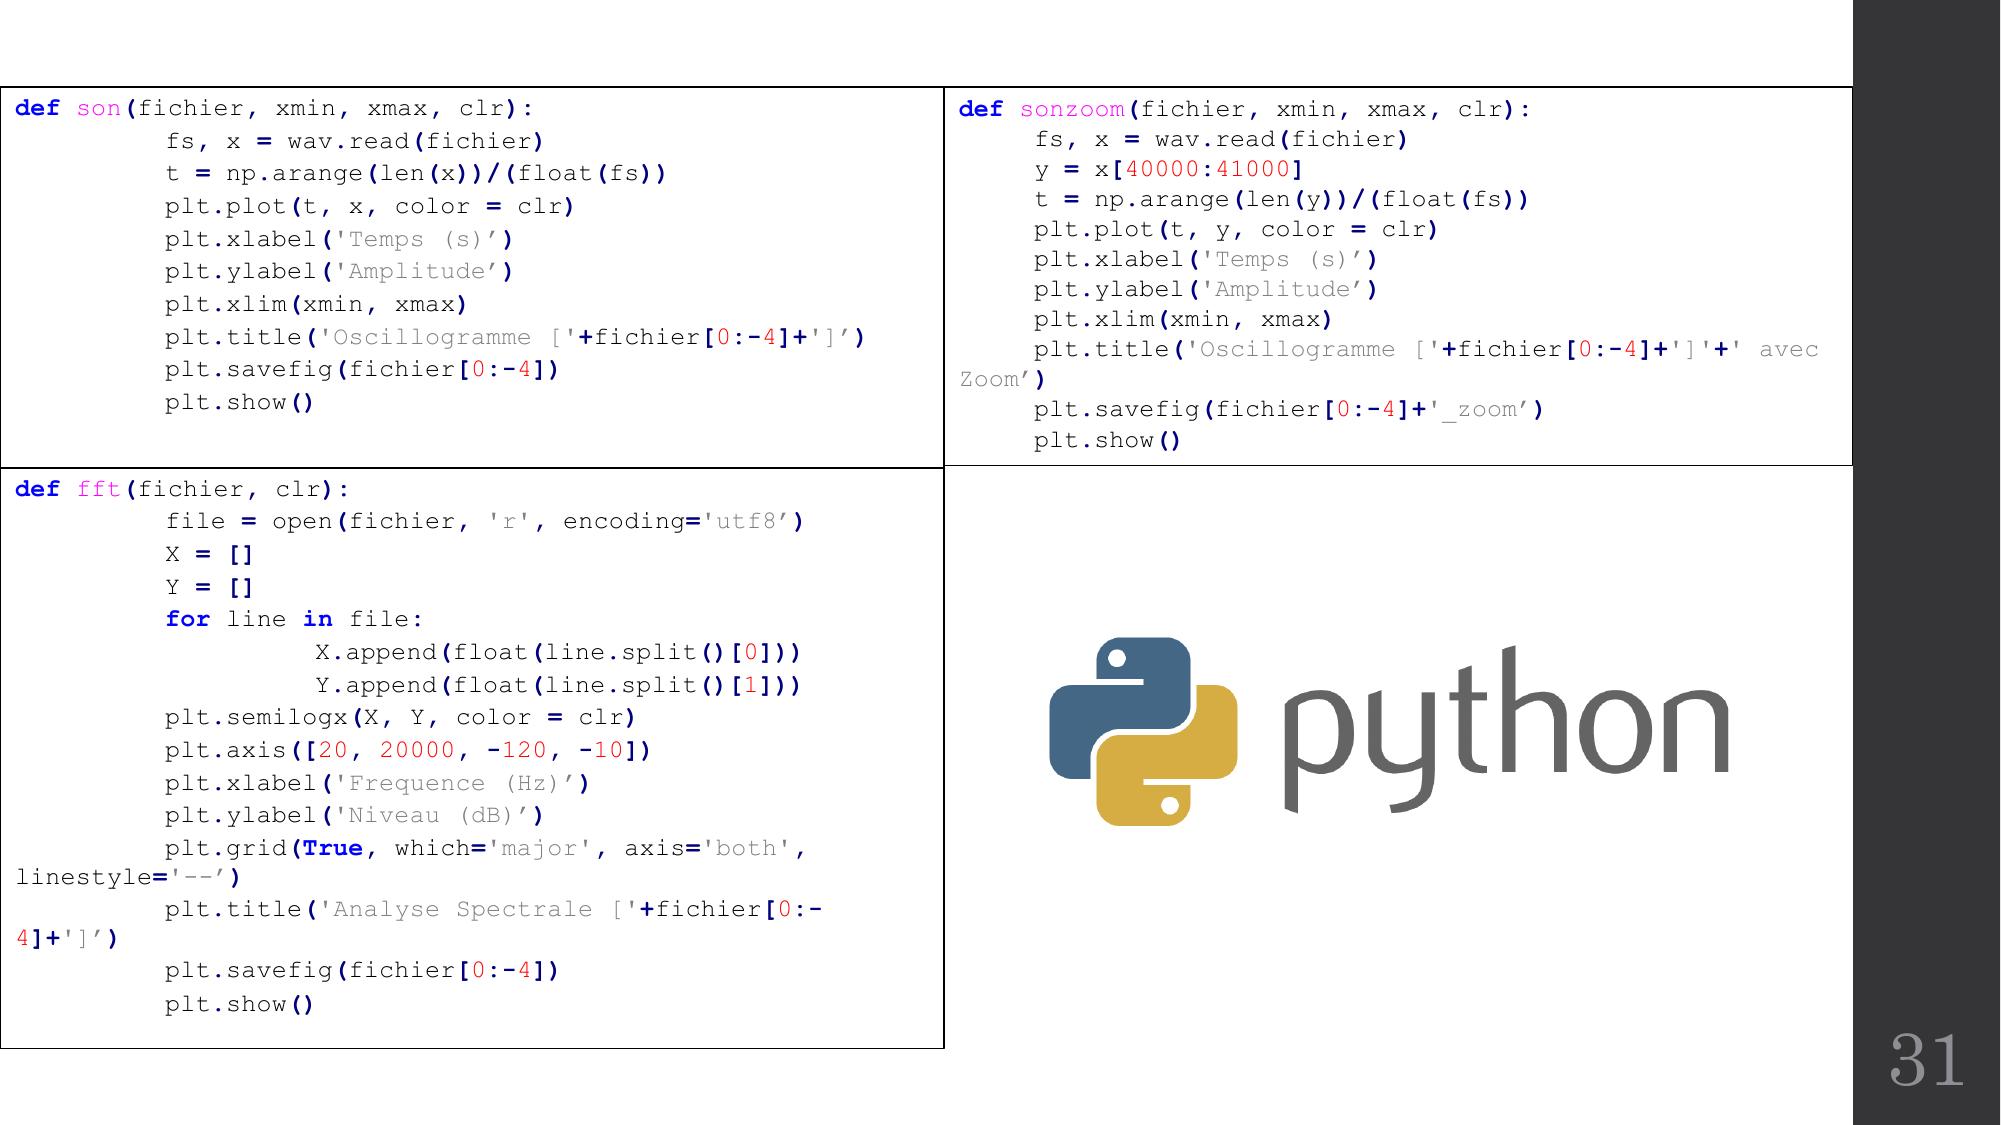 def son(fichier, xmin, xmax, clr):
fs, x = wav.read(fichier)
t = np.arange(len(x))/(float(fs))
plt.plot(t, x, color = clr)
plt.xlabel('Temps (s)’)
plt.ylabel('Amplitude’)
plt.xlim(xmin, xmax)
plt.title('Oscillogramme ['+fichier[0:-4]+']’)
plt.savefig(fichier[0:-4])
plt.show()
def sonzoom(fichier, xmin, xmax, clr):
fs, x = wav.read(fichier)
y = x[40000:41000]
t = np.arange(len(y))/(float(fs))
plt.plot(t, y, color = clr)
plt.xlabel('Temps (s)’)
plt.ylabel('Amplitude’)
plt.xlim(xmin, xmax)
plt.title('Oscillogramme ['+fichier[0:-4]+']'+' avec
Zoom’)
plt.savefig(fichier[0:-4]+'_zoom’)
plt.show()
def fft(fichier, clr):
file = open(fichier, 'r', encoding='utf8’)
X = []
Y = []
for line in file:
X.append(float(line.split()[0]))
Y.append(float(line.split()[1]))
plt.semilogx(X, Y, color = clr)
plt.axis([20, 20000, -120, -10])
plt.xlabel('Frequence (Hz)’)
plt.ylabel('Niveau (dB)’)
plt.grid(True, which='major', axis='both',
linestyle='--’)
plt.title('Analyse Spectrale ['+fichier[0:-
4]+']’)
plt.savefig(fichier[0:-4])
plt.show()
python
31